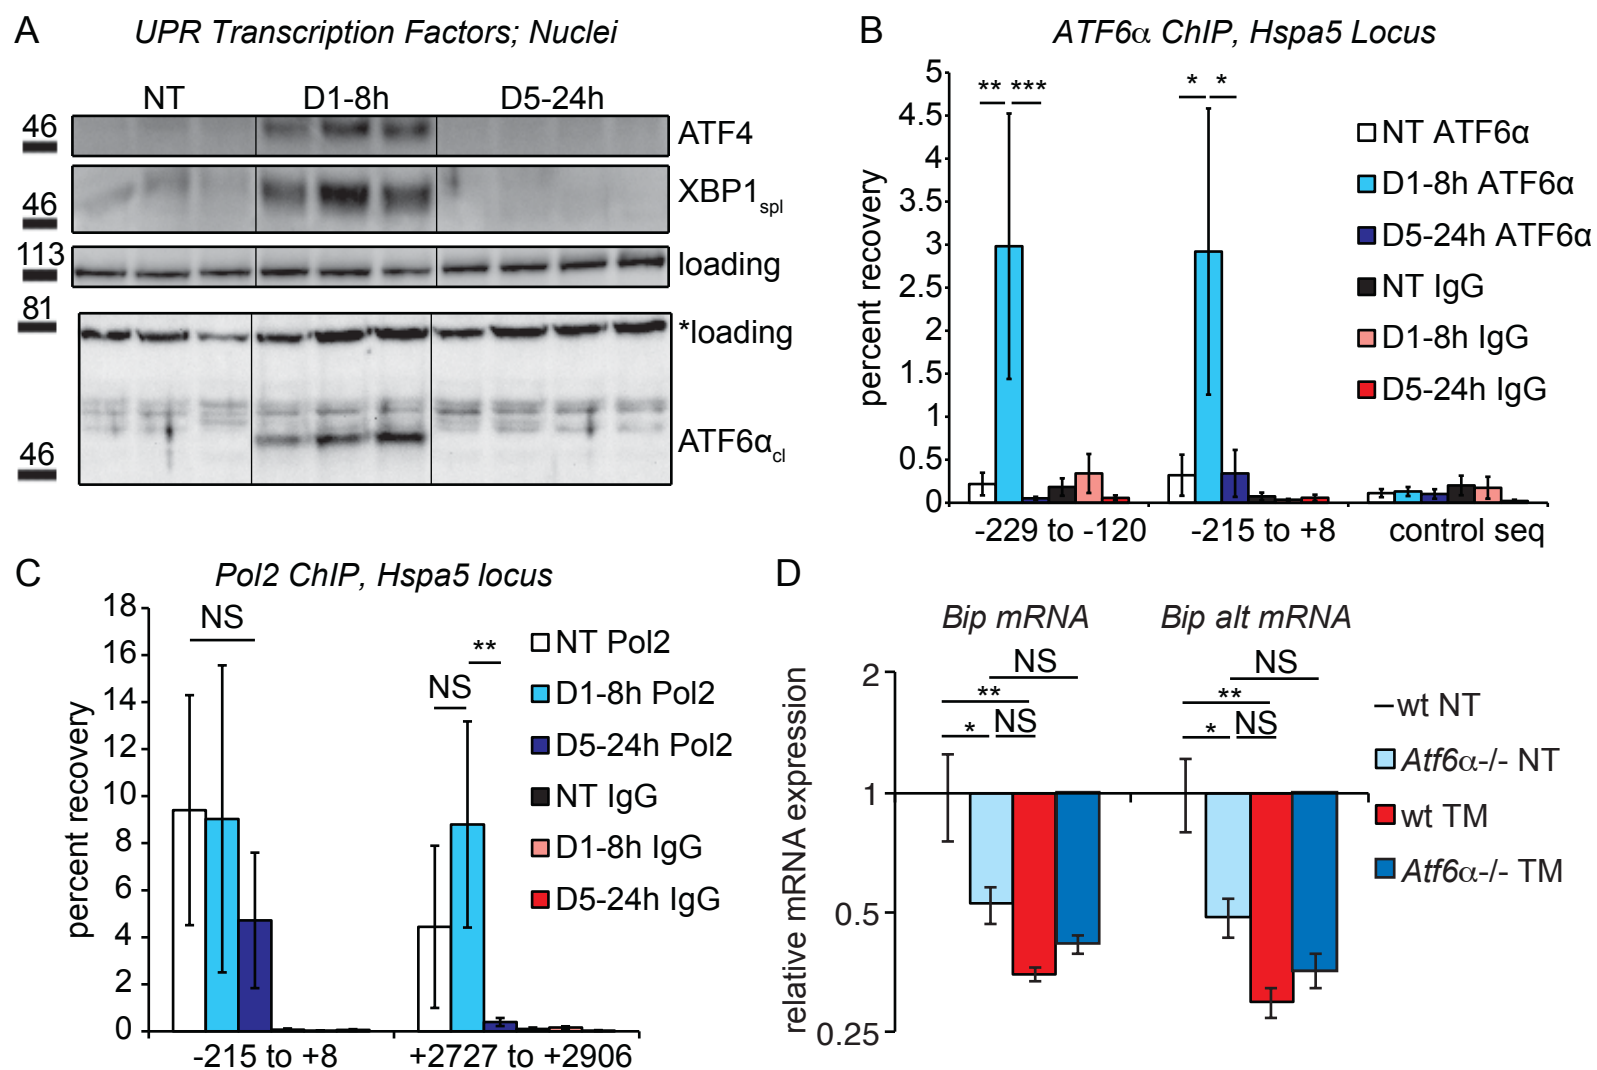 A
UPR Transcription Factors; Nuclei
NT
D1-8h
D5-24h
46
ATF4
46
XBP1spl
113
loading
81
*loading
46
ATF6αcl
B
ATF6α ChIP, Hspa5 Locus
percent recovery
5
4.5
4
3.5
3
2.5
2
1.5
1
0.5
0
** ***
* *
-229 to -120
-215 to +8
control seq
NT ATF6α
D1-8h ATF6α
D5-24h ATF6α
NT IgG
D1-8h IgG
D5-24h IgG
C
Pol2 ChIP, Hspa5 locus
percent recovery
18
16
14
12
10
8
6
4
2
0
NS
**
NS
-215 to +8
+2727 to +2906
NT Pol2
D1-8h Pol2
D5-24h Pol2
NT IgG
D1-8h IgG
D5-24h IgG
D
Bip mRNA
Bip alt mRNA
relative mRNA expression
2
1
0.5
0.25
NS
**
* NS
NS
**
* NS
wt NT
Atf6α-/- NT
wt TM
Atf6α-/- TM